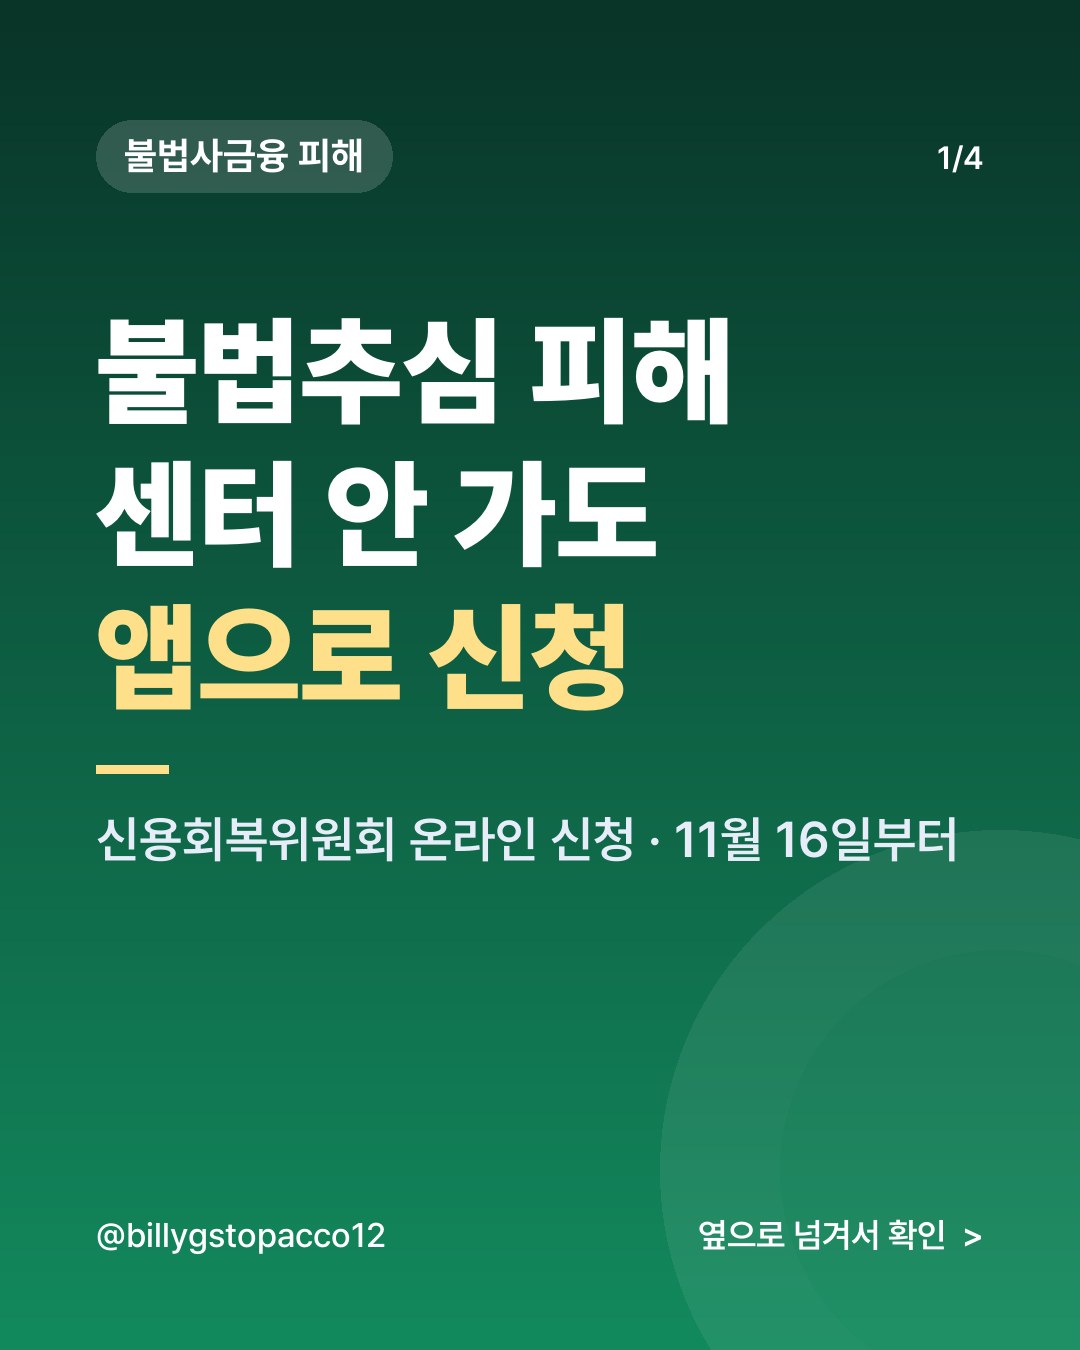 불법사금융 피해
1/4
불법추심 피해
센터 안 가도
앱으로 신청
신용회복위원회 온라인 신청 · 11월 16일부터
@billygstopacco12
옆으로 넘겨서 확인 >